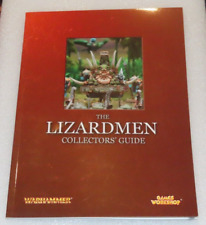 THE
LIZARDMEN
COLLECTORS' GUIDE
WARHAMMER
GAMES
WORKSHOP